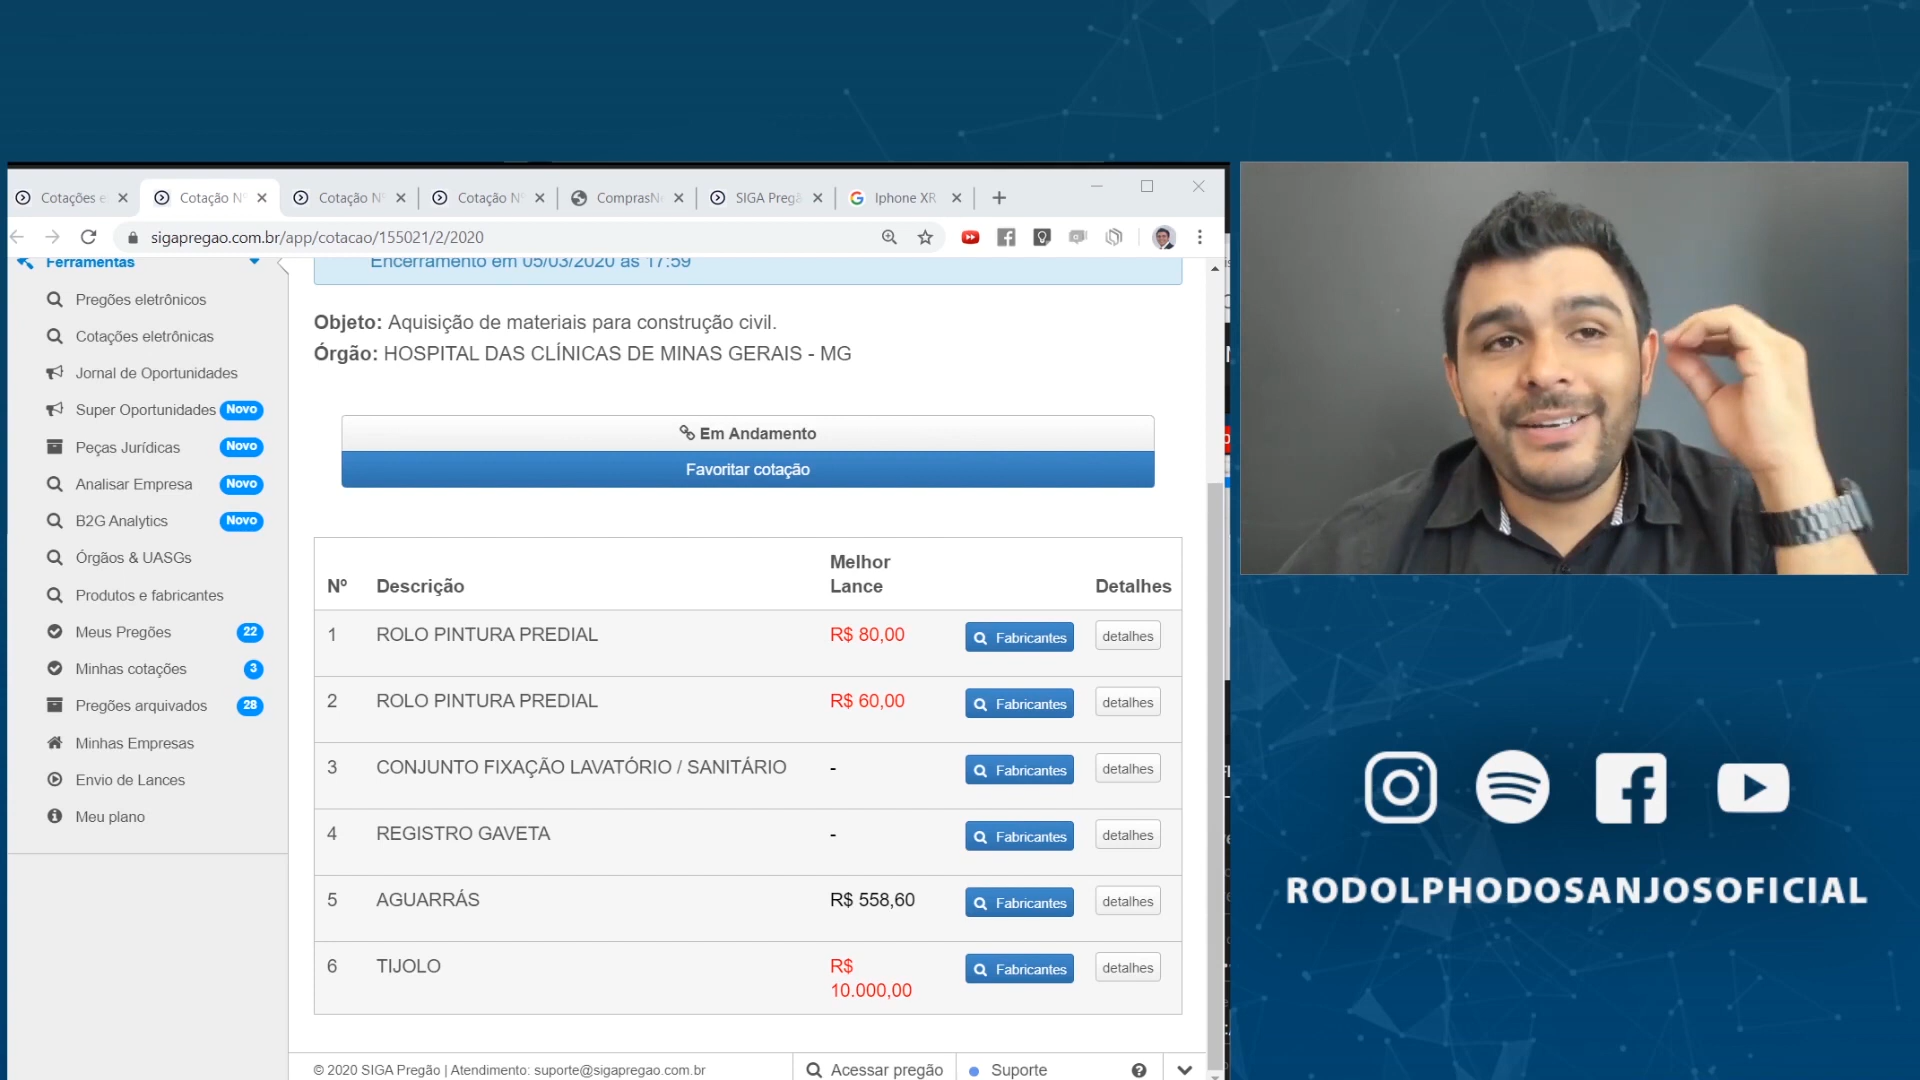 Cotações e
Cotação Nº
Cotação Nº
Cotação Nº
ComprasNe
SIGA Pregã
Iphone XR
sigapregao.com.br/app/cotacao/155021/2/2020
Ferramentas
Pregões eletrônicos
Cotações eletrônicas
Jornal de Oportunidades
Super Oportunidades Novo
Peças Jurídicas Novo
Analisar Empresa Novo
B2G Analytics Novo
Órgãos & UASGs
Produtos e fabricantes
Meus Pregões 22
Minhas cotações 3
Pregões arquivados 28
Minhas Empresas
Envio de Lances
Meu plano
Encerramento em 05/03/2020 às 17:59
Objeto: Aquisição de materiais para construção civil.
Órgão: HOSPITAL DAS CLÍNICAS DE MINAS GERAIS - MG
Em Andamento
Favoritar cotação
Nº Descrição Melhor Lance Detalhes
1 ROLO PINTURA PREDIAL R$ 80,00 Fabricantes detalhes
2 ROLO PINTURA PREDIAL R$ 60,00 Fabricantes detalhes
3 CONJUNTO FIXAÇÃO LAVATÓRIO / SANITÁRIO - Fabricantes detalhes
4 REGISTRO GAVETA - Fabricantes detalhes
5 AGUARRÁS R$ 558,60 Fabricantes detalhes
6 TIJOLO R$ 10.000,00 Fabricantes detalhes
© 2020 SIGA Pregão | Atendimento: suporte@sigapregao.com.br
Acessar pregão
Suporte
RODOLPHODOSANJOSOFICIAL